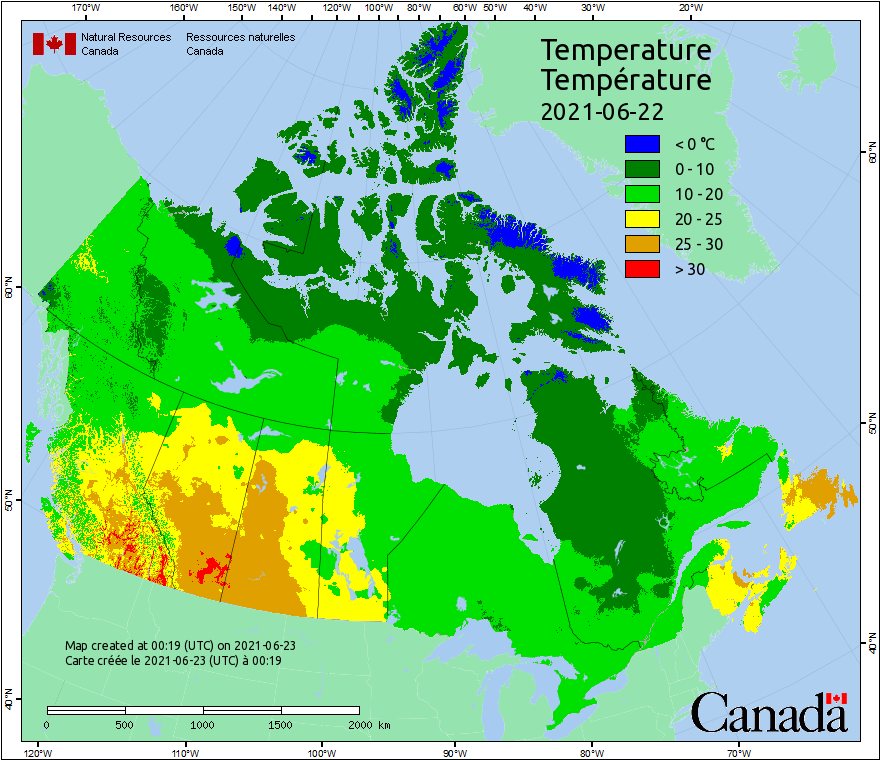 170°W 160°W 150°W 140°W 120°W 110°W 100°W 80°W 60°W 50°W 40°W 30°W 20°W
Natural Resources Ressources naturelles
Canada Canada
Temperature
Température
2021-06-22
< 0 °C
0 - 10
10 - 20
20 - 25
25 - 30
> 30
60°N
60°N
50°N
50°N
40°N
40°N
Map created at 00:19 (UTC) on 2021-06-23
Carte créée le 2021-06-23 (UTC) à 00:19
0 500 1000 1500 2000 km
Canada
120°W 110°W 100°W 90°W 80°W 70°W